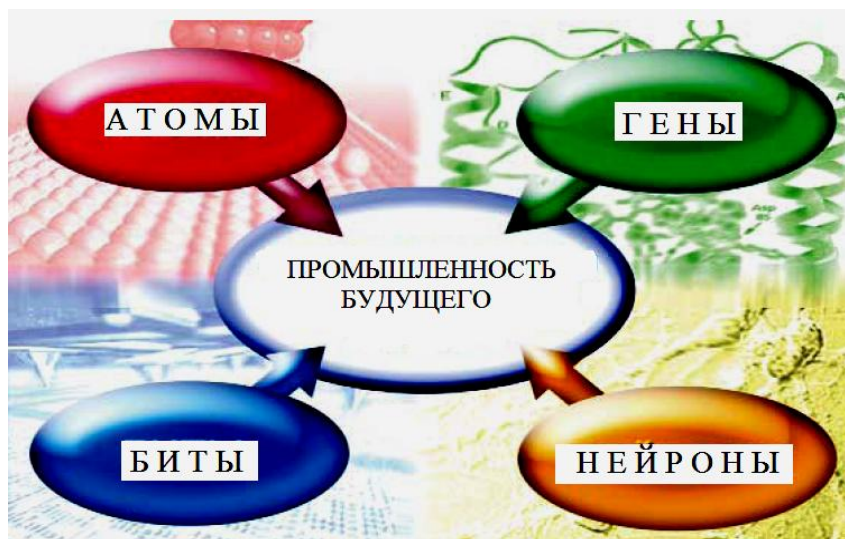 АТОМЫ
ГЕНЫ
ПРОМЫШЛЕННОСТЬ
БУДУЩЕГО
БИТЫ
НЕЙРОНЫ